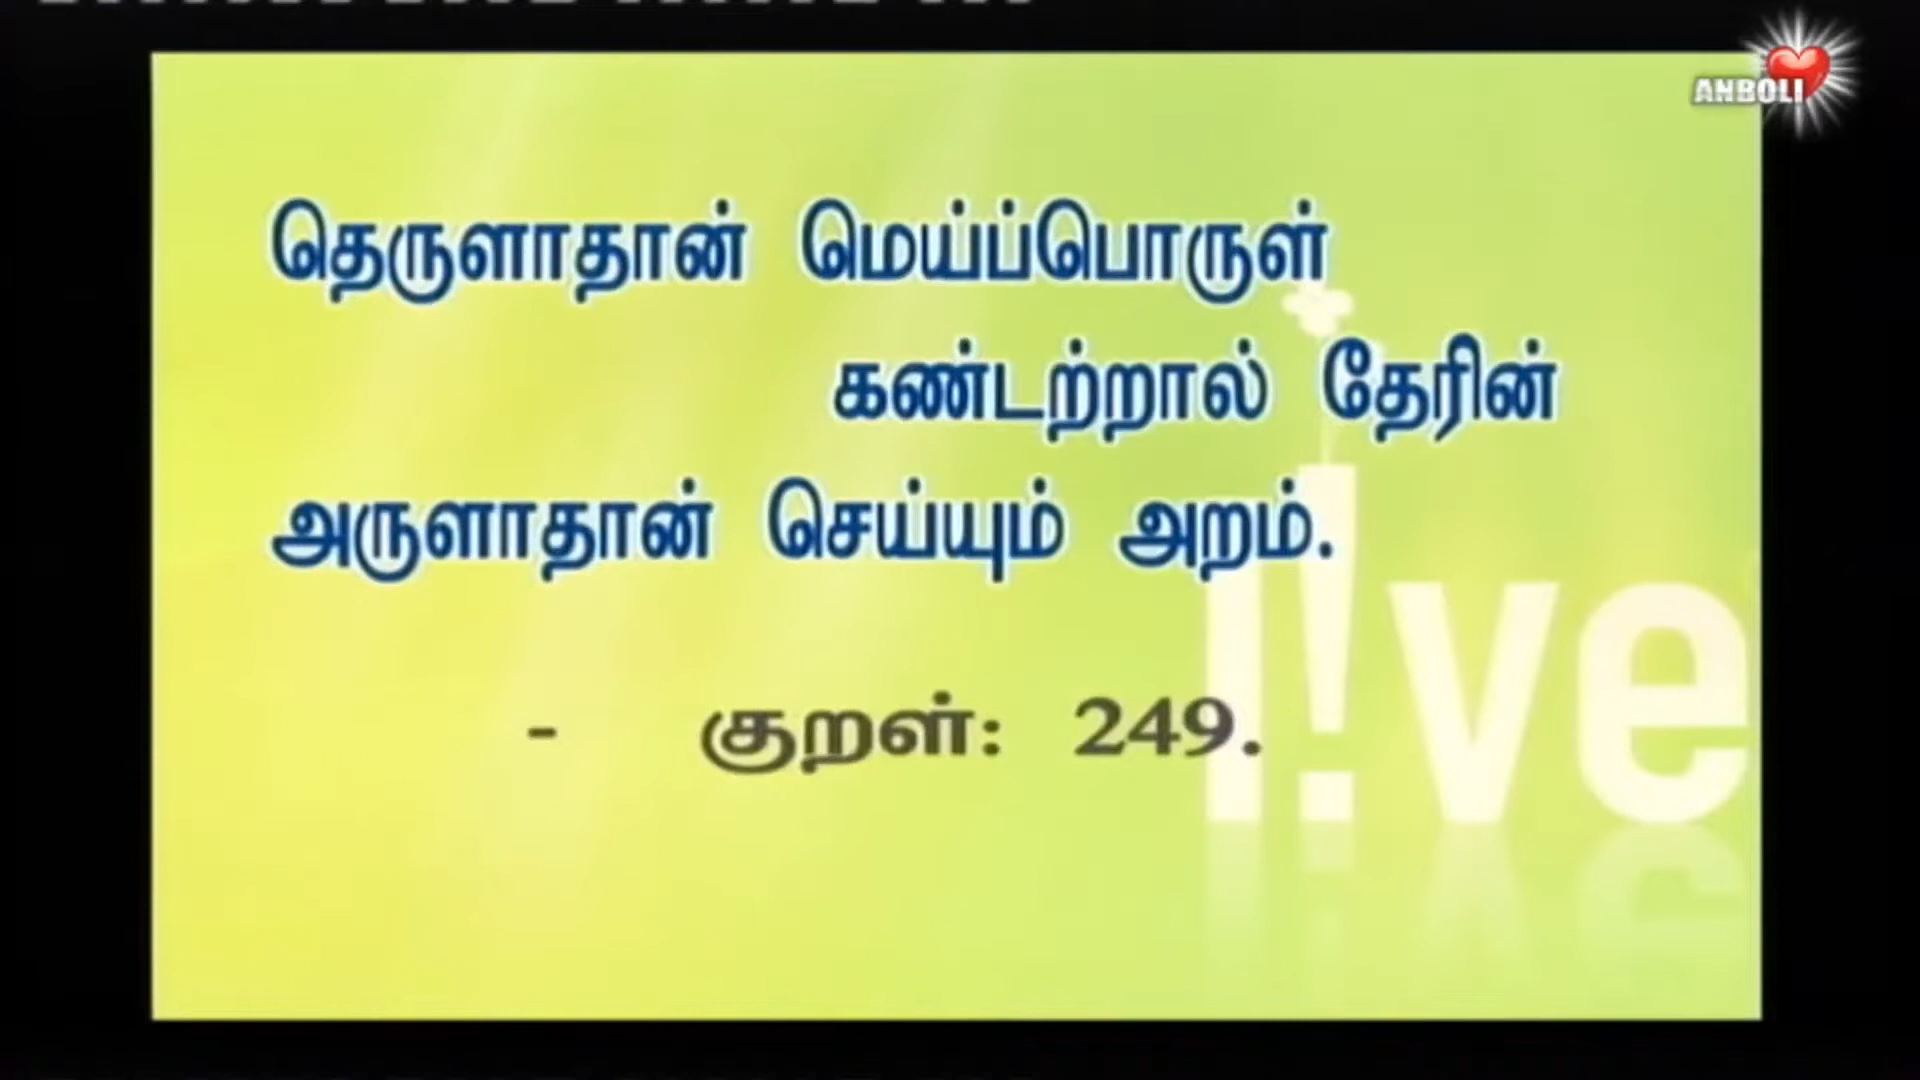 ANBOLI
தெருளாதான் மெய்ப்பொருள்
கண்டற்றால் தேரின்
அருளாதான் செய்யும் அறம்.
- குறள்: 249.
l!ve